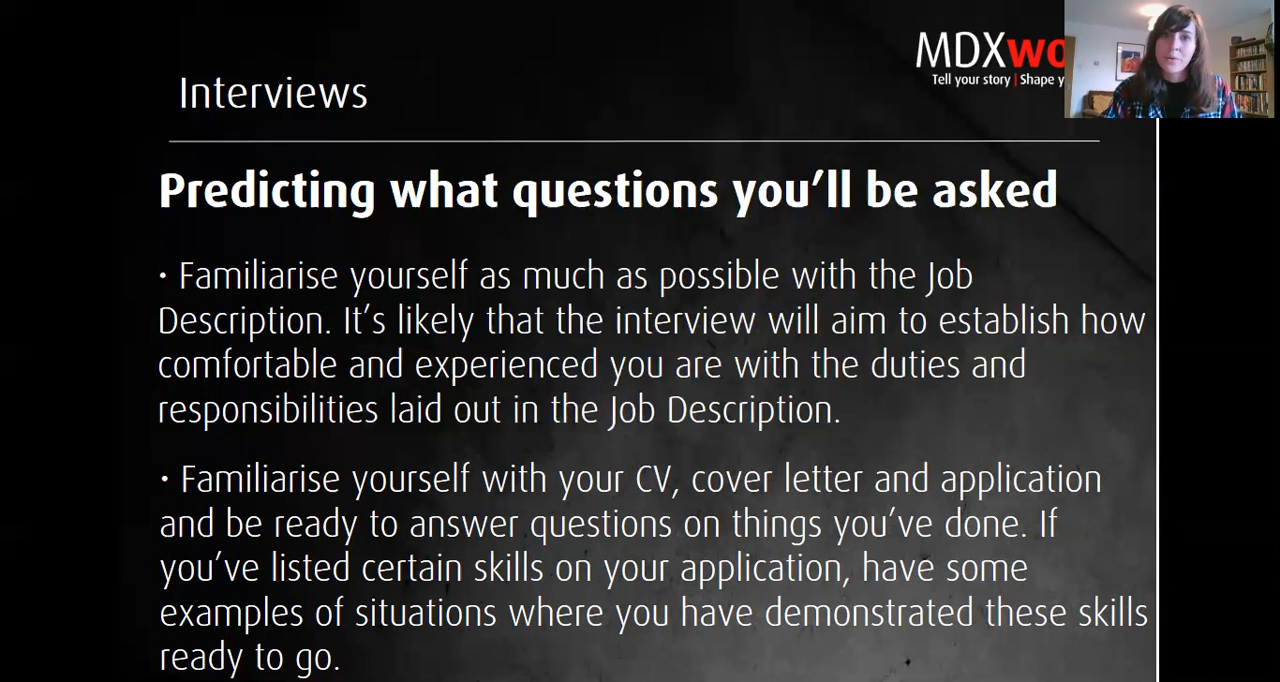 MDXwo
Tell your story | Shape y
Interviews
Predicting what questions you'll be asked
• Familiarise yourself as much as possible with the Job
Description. It's likely that the interview will aim to establish how
comfortable and experienced you are with the duties and
responsibilities laid out in the Job Description.
• Familiarise yourself with your CV, cover letter and application
and be ready to answer questions on things you've done. If
you've listed certain skills on your application, have some
examples of situations where you have demonstrated these skills
ready to go.